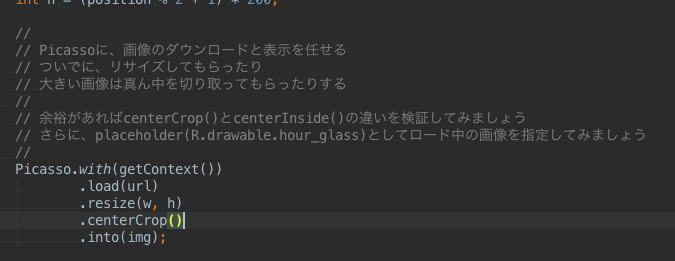 int h = (position % 2 + 1) * 200;
//
// Picassoに、画像のダウンロードと表示を任せる
// ついでに、リサイズしてもらったり
// 大きい画像は真ん中を切り取ってもらったりする
//
// 余裕があればcenterCrop()とcenterInside()の違いを検証してみましょう
// さらに、placeholder(R.drawable.hour_glass)としてロード中の画像を指定してみましょう
//
Picasso.with(getContext())
.load(url)
.resize(w, h)
.centerCrop()
.into(img);